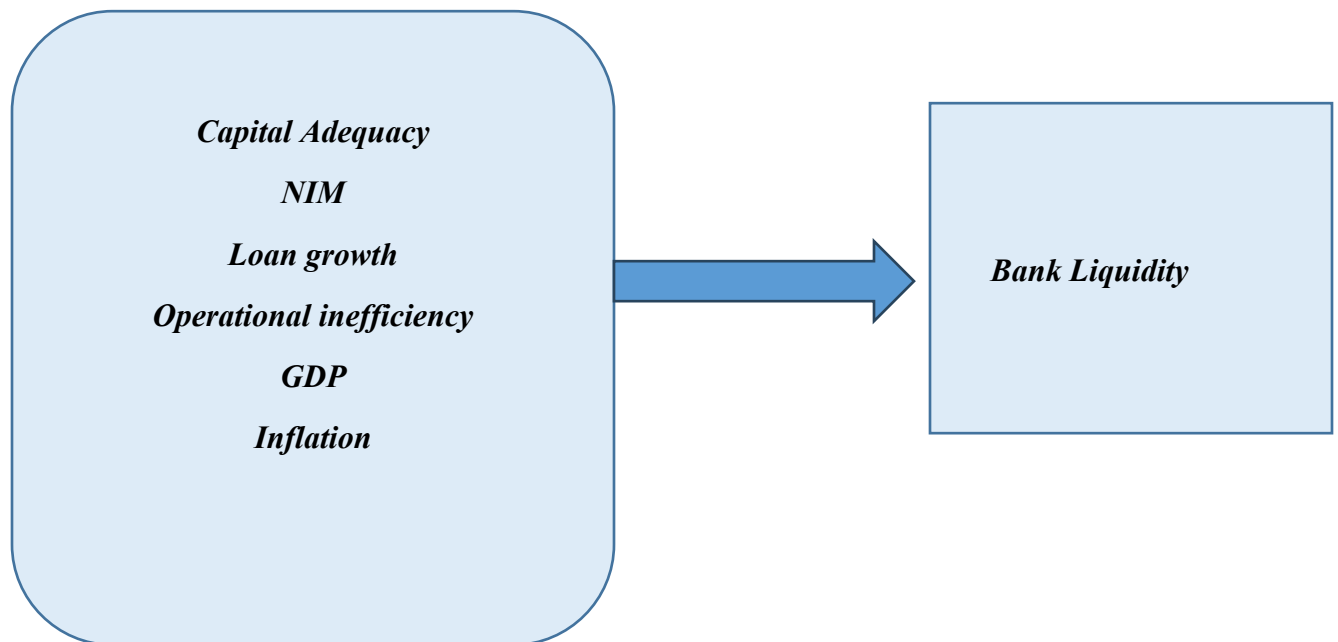 Capital Adequacy
NIM
Loan growth
Operational inefficiency
GDP
Inflation
Bank Liquidity